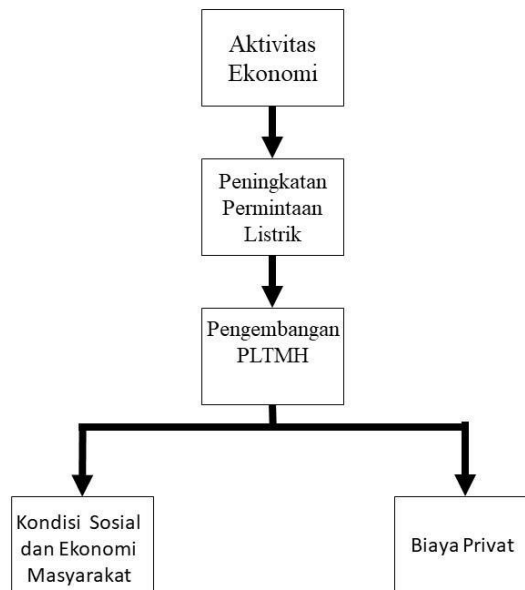 Aktivitas
Ekonomi
Peningkatan
Permintaan
Listrik
Pengembangan
PLTMH
Kondisi Sosial
dan Ekonomi
Masyarakat
Biaya Privat